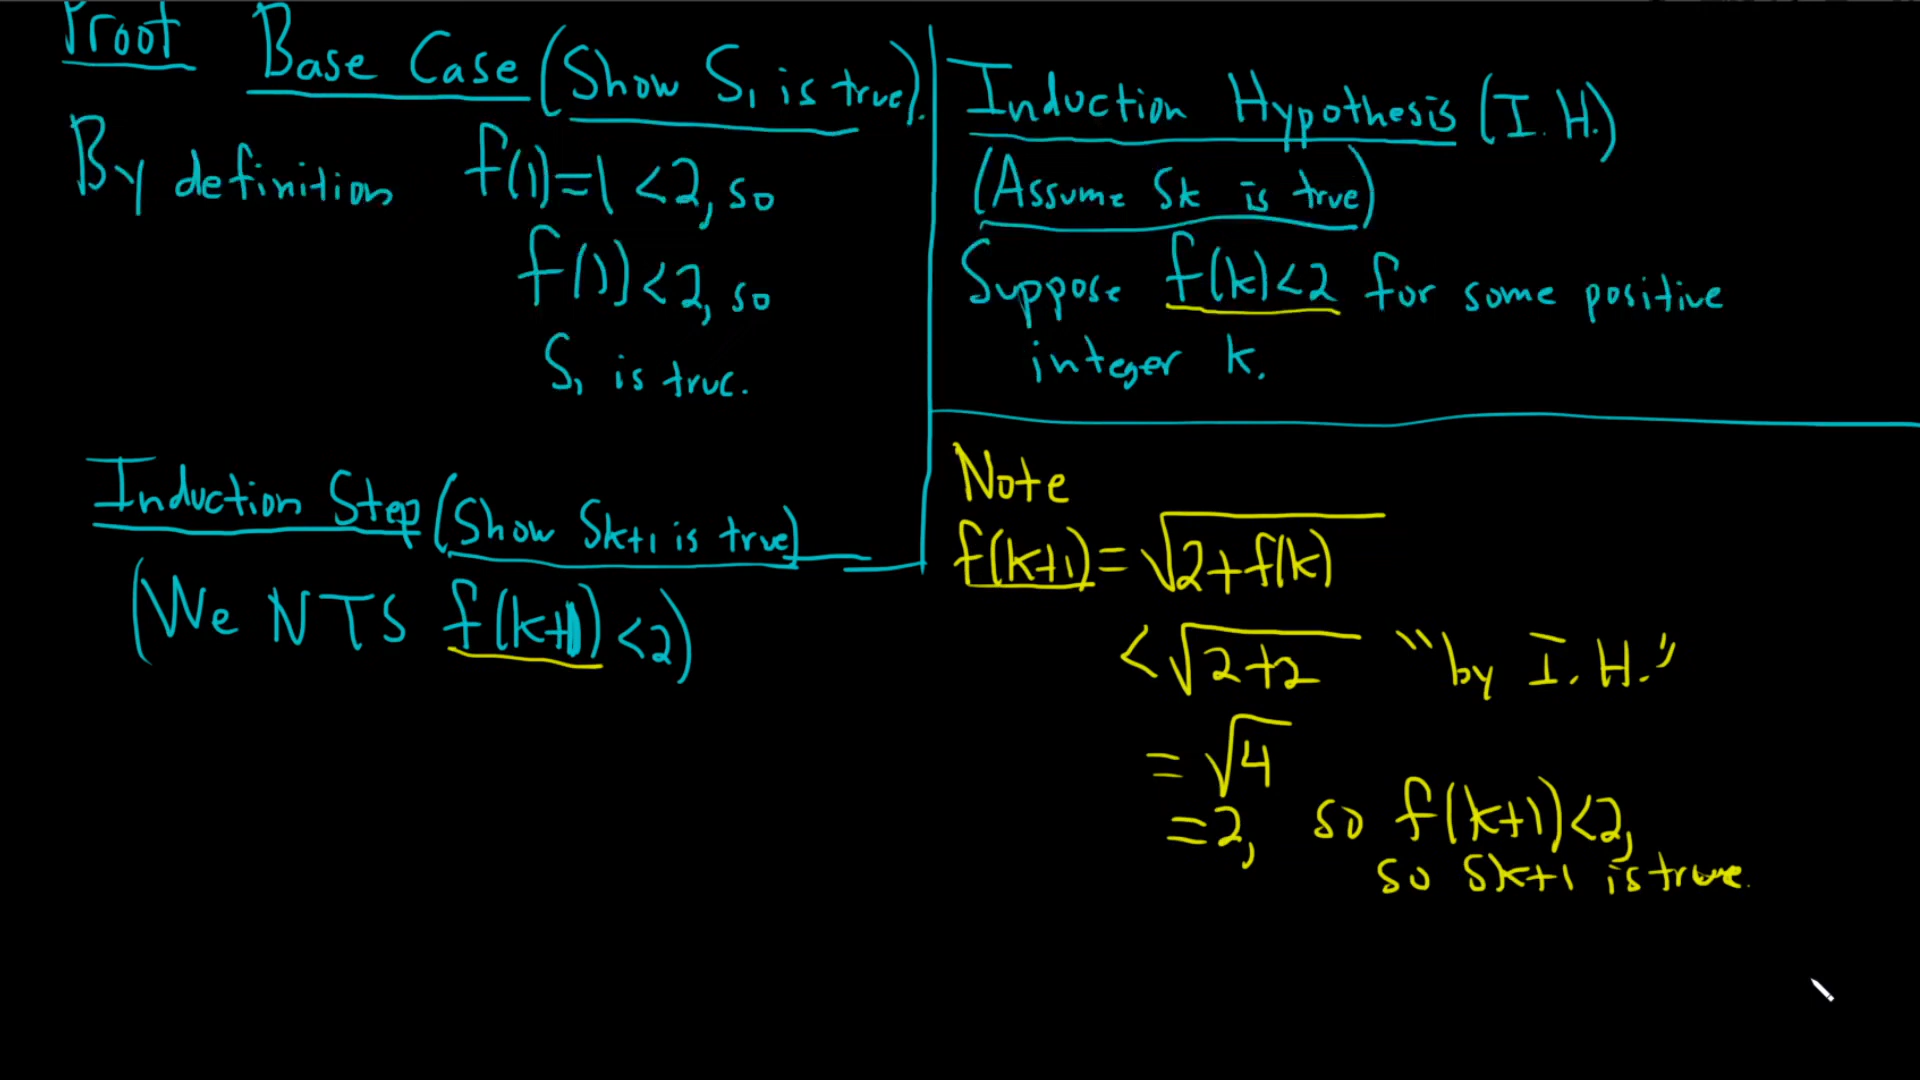 Proof Base Case (Show S₁ is true).
By definition f(1)=1<2, so
f(1)<2, so
S₁ is true.
Induction Hypothesis (I.H.)
(Assume Sk is true)
Suppose f(k)<2 for some positive
integer k.
Induction Step (Show Sk+1 is true)
(We NTS f(k+1)<2)
Note
f(k+1)=√2+f(k)
<√2+2 "by I.H."
=√4
=2, so f(k+1)<2,
so Sk+1 is true.